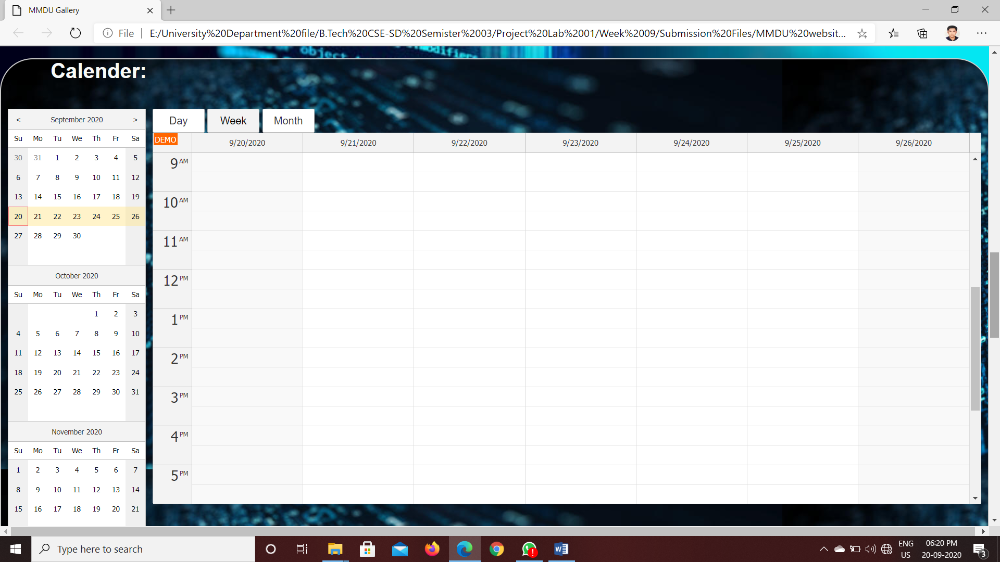 MMDU Gallery
File
E:/University%20Department%20file/B.Tech%20CSE-SD%20Semister%2003/Project%20Lab%2001/Week%2009/Submission%20Files/MMDU%20websit...
object
modifiers
Calender:
< September 2020 >
Su Mo Tu We Th Fr Sa
30 31 1 2 3 4 5
6 7 8 9 10 11 12
13 14 15 16 17 18 19
20 21 22 23 24 25 26
27 28 29 30
October 2020
Su Mo Tu We Th Fr Sa
1 2 3
4 5 6 7 8 9 10
11 12 13 14 15 16 17
18 19 20 21 22 23 24
25 26 27 28 29 30 31
November 2020
Su Mo Tu We Th Fr Sa
1 2 3 4 5 6 7
8 9 10 11 12 13 14
15 16 17 18 19 20 21
Day Week Month
DEMO 9/20/2020 9/21/2020 9/22/2020 9/23/2020 9/24/2020 9/25/2020 9/26/2020
9 AM
10 AM
11 AM
12 PM
1 PM
2 PM
3 PM
4 PM
5 PM
Type here to search
ENG
US
06:20 PM
20-09-2020
3